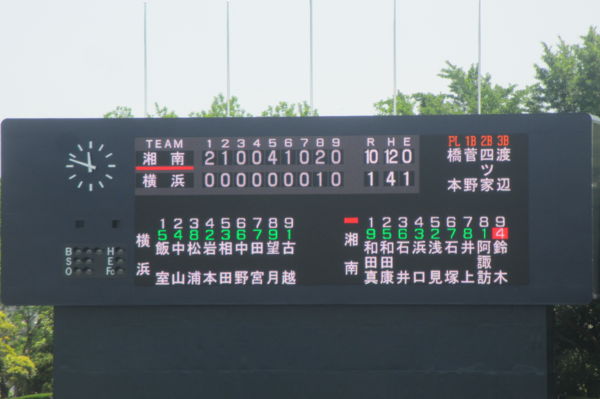 TEAM 1 2 3 4 5 6 7 8 9 R H E
湘南 2 1 0 0 4 1 0 2 0 10 12 0
横浜 0 0 0 0 0 0 0 1 0 1 4 1
PL 1B 2B 3B
橋本 菅野 四ツ家 渡辺
横浜
1 2 3 4 5 6 7 8 9
5 4 8 2 3 6 7 9 1
飯室 中山 松浦 岩本 相田 中野 田宮 望月 古越
湘南
1 2 3 4 5 6 7 8 9
9 5 6 3 2 7 8 1 4
和田真 和田康 石井 浜口 浅見 石塚 井上 阿諏訪 鈴木
B H
S E
O Fc